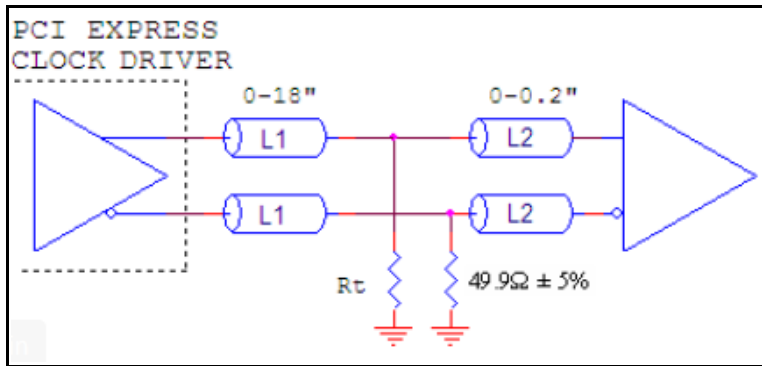 PCI EXPRESS
CLOCK DRIVER
0-18" 0-0.2"
L1 L2
L1 L2
Rt 49.9Ω ± 5%